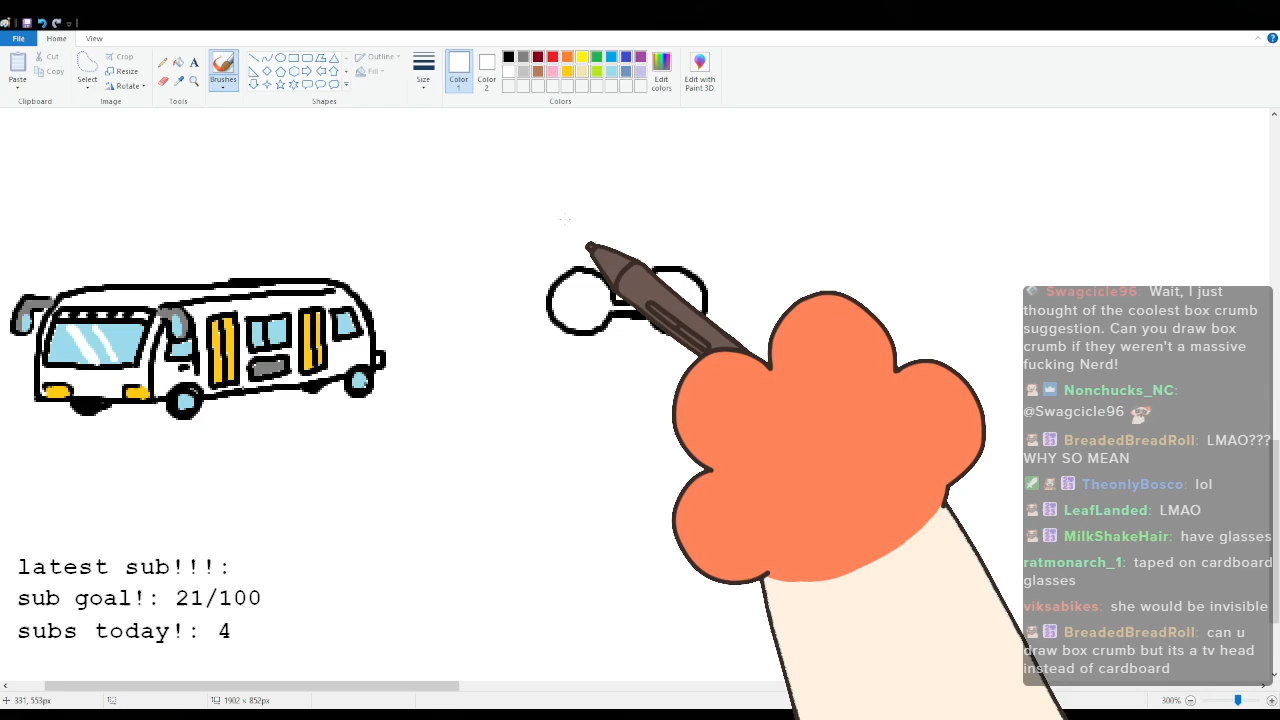 File Home View
Paste Cut Copy Clipboard
Select Crop Resize Rotate Image
Tools
Brushes
Outline Fill Shapes
Size
Color 1
Color 2
Edit colors
Edit with Paint 3D
Colors
Swagcicle96: Wait, I just
thought of the coolest box crumb
suggestion. Can you draw box
crumb if they weren't a massive
fucking Nerd!
Nonchucks_NC:
@Swagcicle96
BreadedBreadRoll: LMAO???
WHY SO MEAN
TheonlyBosco: lol
LeafLanded: LMAO
MilkShakeHair: have glasses
ratmonarch_1: taped on cardboard
glasses
viksabikes: she would be invisible
BreadedBreadRoll: can u
draw box crumb but its a tv head
instead of cardboard
latest sub!!!:
sub goal!: 21/100
subs today!: 4
331, 553px
1902 × 852px
300%